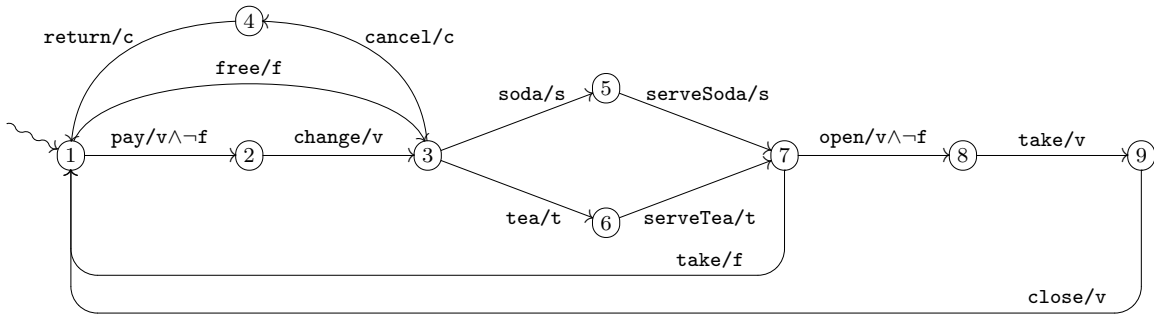 4
return/c cancel/c
free/f
5
soda/s serveSoda/s
1 pay/v∧¬f 2 change/v 3 7 open/v∧¬f 8 take/v 9
tea/t 6 serveTea/t
take/f
close/v